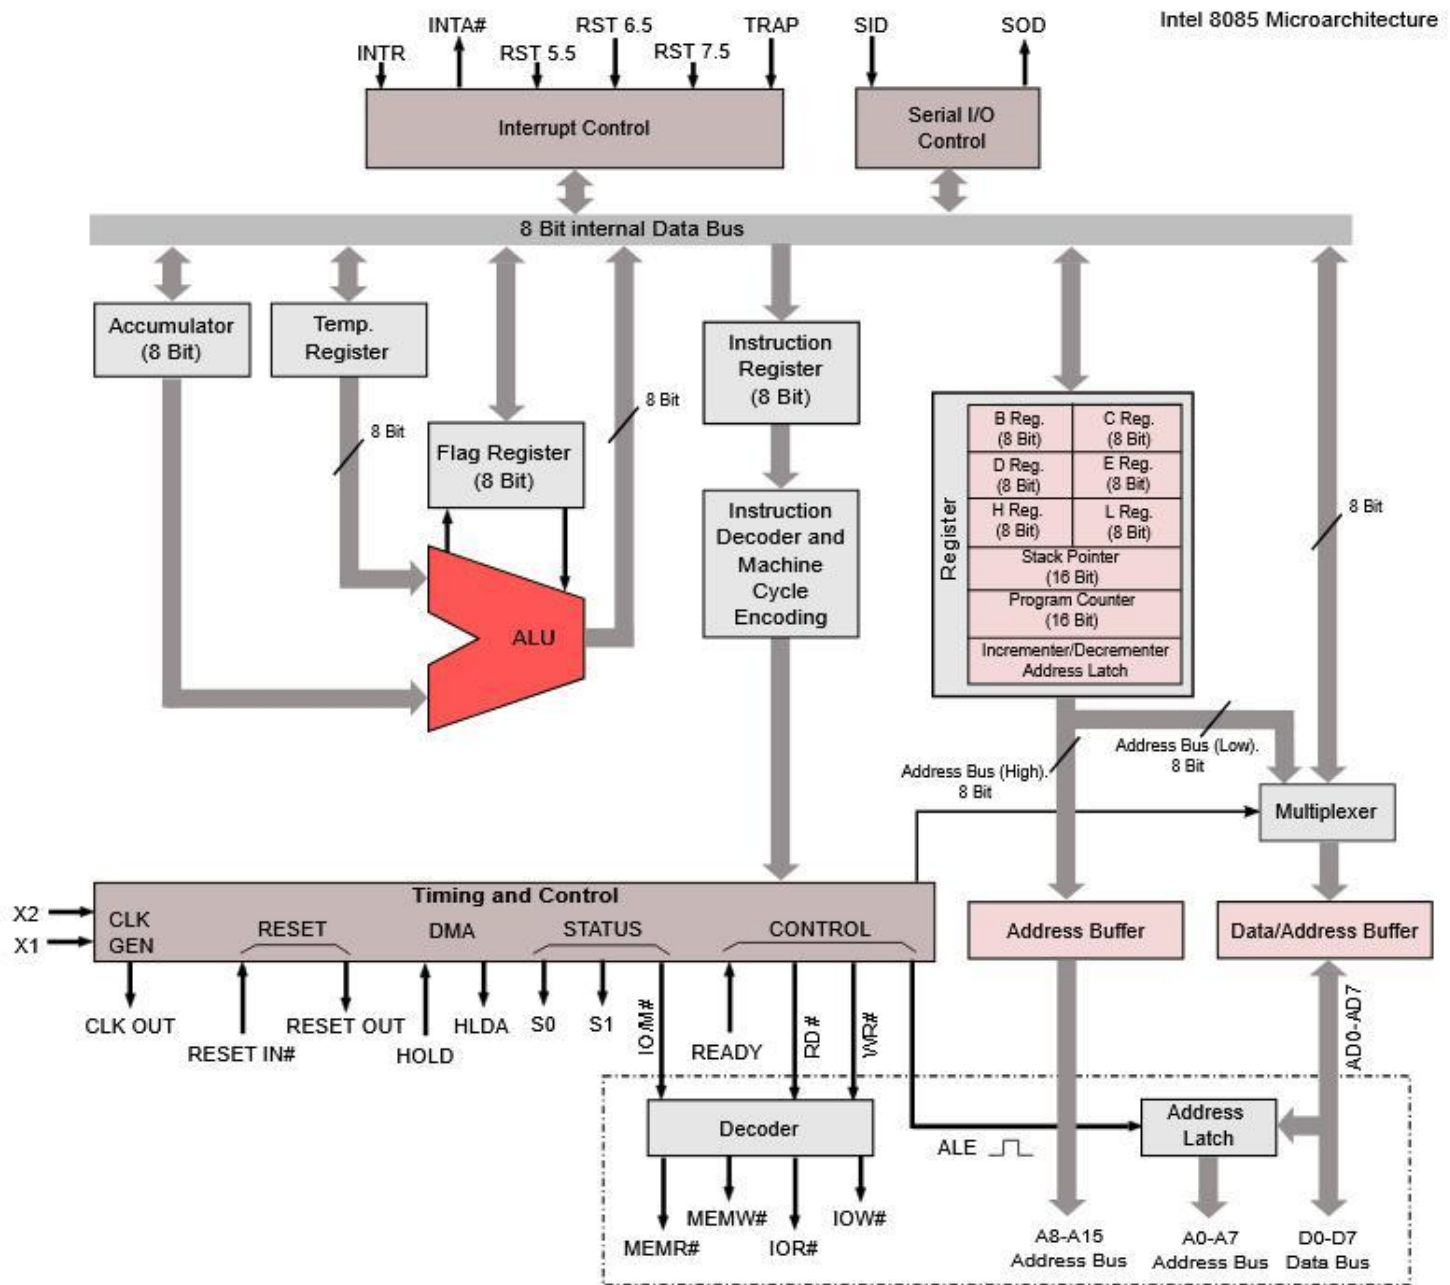 Intel 8085 Microarchitecture
INTA#
RST 6.5
TRAP
SID
SOD
INTR
RST 5.5
RST 7.5
Interrupt Control
Serial I/O
Control
8 Bit internal Data Bus
Accumulator
(8 Bit)
Temp.
Register
8 Bit
Flag Register
(8 Bit)
8 Bit
ALU
Instruction
Register
(8 Bit)
Instruction
Decoder and
Machine
Cycle
Encoding
Register
B Reg.
(8 Bit)
C Reg.
(8 Bit)
D Reg.
(8 Bit)
E Reg.
(8 Bit)
H Reg.
(8 Bit)
L Reg.
(8 Bit)
Stack Pointer
(16 Bit)
Program Counter
(16 Bit)
Incrementer/Decrementer
Address Latch
8 Bit
Address Bus (High).
8 Bit
Address Bus (Low).
8 Bit
Multiplexer
Timing and Control
X2
X1
CLK
GEN
RESET
DMA
STATUS
CONTROL
Address Buffer
Data/Address Buffer
CLK OUT
RESET IN#
RESET OUT
HOLD
HLDA
S0
S1
IO/M#
READY
RD#
WR#
AD0-AD7
Decoder
Address
Latch
ALE
MEMR#
MEMW#
IOR#
IOW#
A8-A15
Address Bus
A0-A7
Address Bus
D0-D7
Data Bus